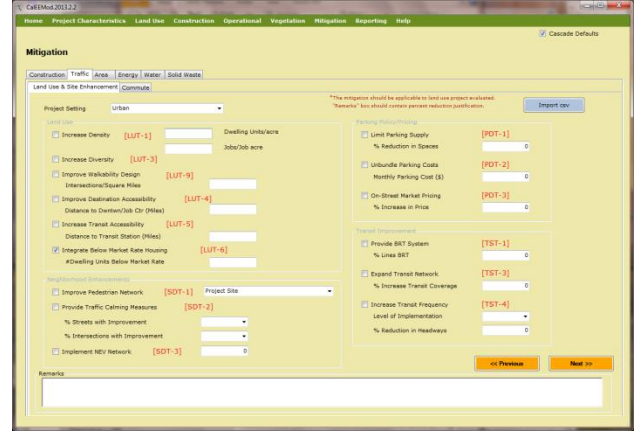 CalEEMod.2013.2.2
Home Project Characteristics Land Use Construction Operational Vegetation Mitigation Reporting Help
Cascade Defaults
Mitigation
Construction Traffic Area Energy Water Solid Waste
Land Use & Site Enhancement Commute
Project Setting Urban
*The mitigation should be applicable to land use project evaluated.
"Remarks" box should contain percent reduction justification.
Import csv
Land Use
Increase Density [LUT-1] Dwelling Units/acre
Jobs/Job acre
Increase Diversity [LUT-3]
Improve Walkability Design [LUT-9]
Intersections/Square Miles
Improve Destination Accessibility [LUT-4]
Distance to Downtwn/Job Ctr (Miles)
Increase Transit Accessibility [LUT-5]
Distance to Transit Station (Miles)
Integrate Below Market Rate Housing [LUT-6]
#Dwelling Units Below Market Rate
Neighborhood Enhancements
Improve Pedestrian Network [SDT-1] Project Site
Provide Traffic Calming Measures [SDT-2]
% Streets with Improvement
% Intersections with Improvement
Implement NEV Network [SDT-3] 0
Parking Policy/Pricing
Limit Parking Supply [PDT-1]
% Reduction in Spaces 0
Unbundle Parking Costs [PDT-2]
Monthly Parking Cost ($) 0
On-Street Market Pricing [PDT-3]
% Increase in Price 0
Transit Improvement
Provide BRT System [TST-1]
% Lines BRT 0
Expand Transit Network [TST-3]
% Increase Transit Coverage 0
Increase Transit Frequency [TST-4]
Level of Implementation
% Reduction in Headways 0
<< Previous Next >>
Remarks